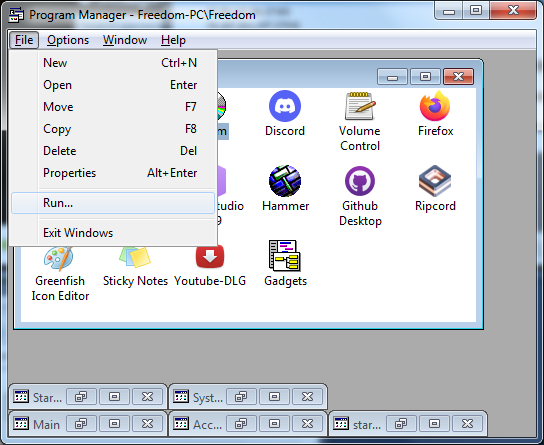 Program Manager - Freedom-PC\Freedom
File Options Window Help
New Ctrl+N
Open Enter
Move F7
Copy F8
Delete Del
Properties Alt+Enter
Run...
Exit Windows
m Discord Volume Firefox
Control
tudio Hammer Github Ripcord
9 Desktop
Greenfish Sticky Notes Youtube-DLG Gadgets
Icon Editor
Star... Syst...
Main Acc... star...